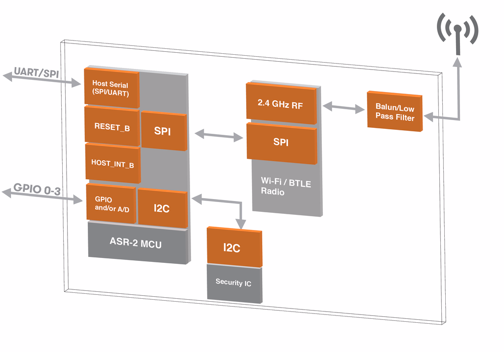 UART/SPI
Host Serial
(SPI/UART)
RESET_B
SPI
HOST_INT_B
GPIO 0-3
GPIO
and/or A/D
I2C
ASR-2 MCU
2.4 GHz RF
SPI
Wi-Fi / BTLE
Radio
Balun/Low
Pass Filter
I2C
Security IC